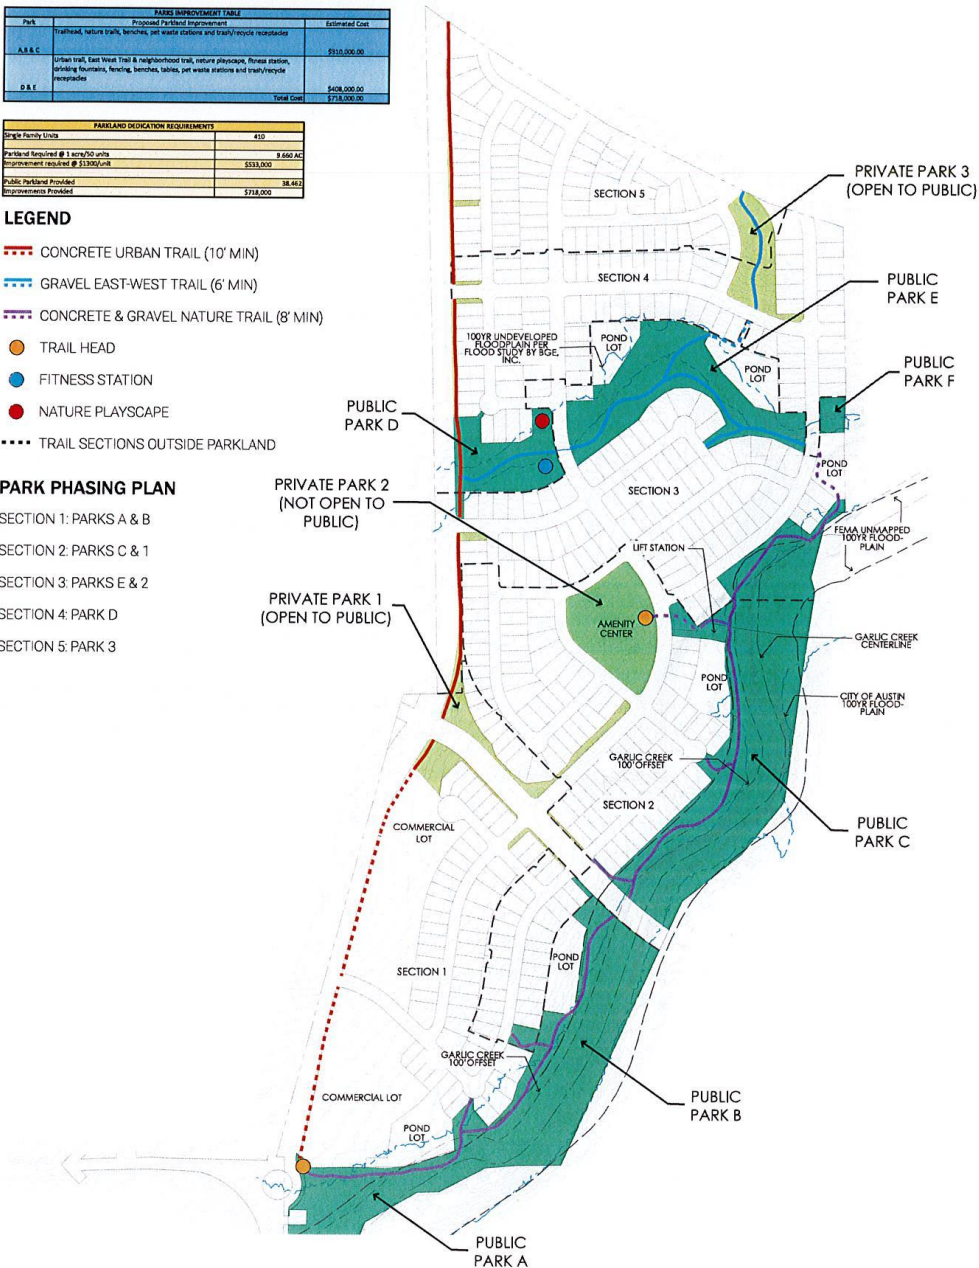 PARKS IMPROVEMENT TABLE
Park Proposed Parkland Improvement Estimated Cost
Trailhead, nature trails, benches, pet waste stations and trash/recycle receptacles
A,B & C $310,000.00
Urban trail, East West Trail & neighborhood trail, nature playscape, fitness station,
drinking fountains, fencing, benches, tables, pet waste stations and trash/recycle
receptacles
D & E $408,000.00
Total Cost $718,000.00
PARKLAND DEDICATION REQUIREMENTS
Single Family Units 410
Parkland Required @ 1 acre/50 units 9.660 AC
Improvement required @ $1300/unit $533,000
Public Parkland Provided 38.462
Improvements Provided $718,000
LEGEND
CONCRETE URBAN TRAIL (10' MIN)
GRAVEL EAST-WEST TRAIL (6' MIN)
CONCRETE & GRAVEL NATURE TRAIL (8' MIN)
TRAIL HEAD
FITNESS STATION
NATURE PLAYSCAPE
TRAIL SECTIONS OUTSIDE PARKLAND
PARK PHASING PLAN
SECTION 1: PARKS A & B
SECTION 2: PARKS C & 1
SECTION 3: PARKS E & 2
SECTION 4: PARK D
SECTION 5: PARK 3
SECTION 5
PRIVATE PARK 3
(OPEN TO PUBLIC)
SECTION 4
PUBLIC
PARK E
100YR UNDEVELOPED
FLOODPLAIN PER
FLOOD STUDY BY BGE,
INC.
POND
LOT
POND
LOT
PUBLIC
PARK F
PUBLIC
PARK D
POND
LOT
PRIVATE PARK 2
(NOT OPEN TO
PUBLIC)
SECTION 3
FEMA UNMAPPED
100YR FLOOD-
PLAIN
LIFT STATION
PRIVATE PARK 1
(OPEN TO PUBLIC)
AMENITY
CENTER
GARLIC CREEK
CENTERLINE
POND
LOT
CITY OF AUSTIN
100YR FLOOD-
PLAIN
GARLIC CREEK
100' OFFSET
SECTION 2
COMMERCIAL
LOT
PUBLIC
PARK C
POND
LOT
SECTION 1
GARLIC CREEK
100' OFFSET
COMMERCIAL LOT
PUBLIC
PARK B
POND
LOT
PUBLIC
PARK A